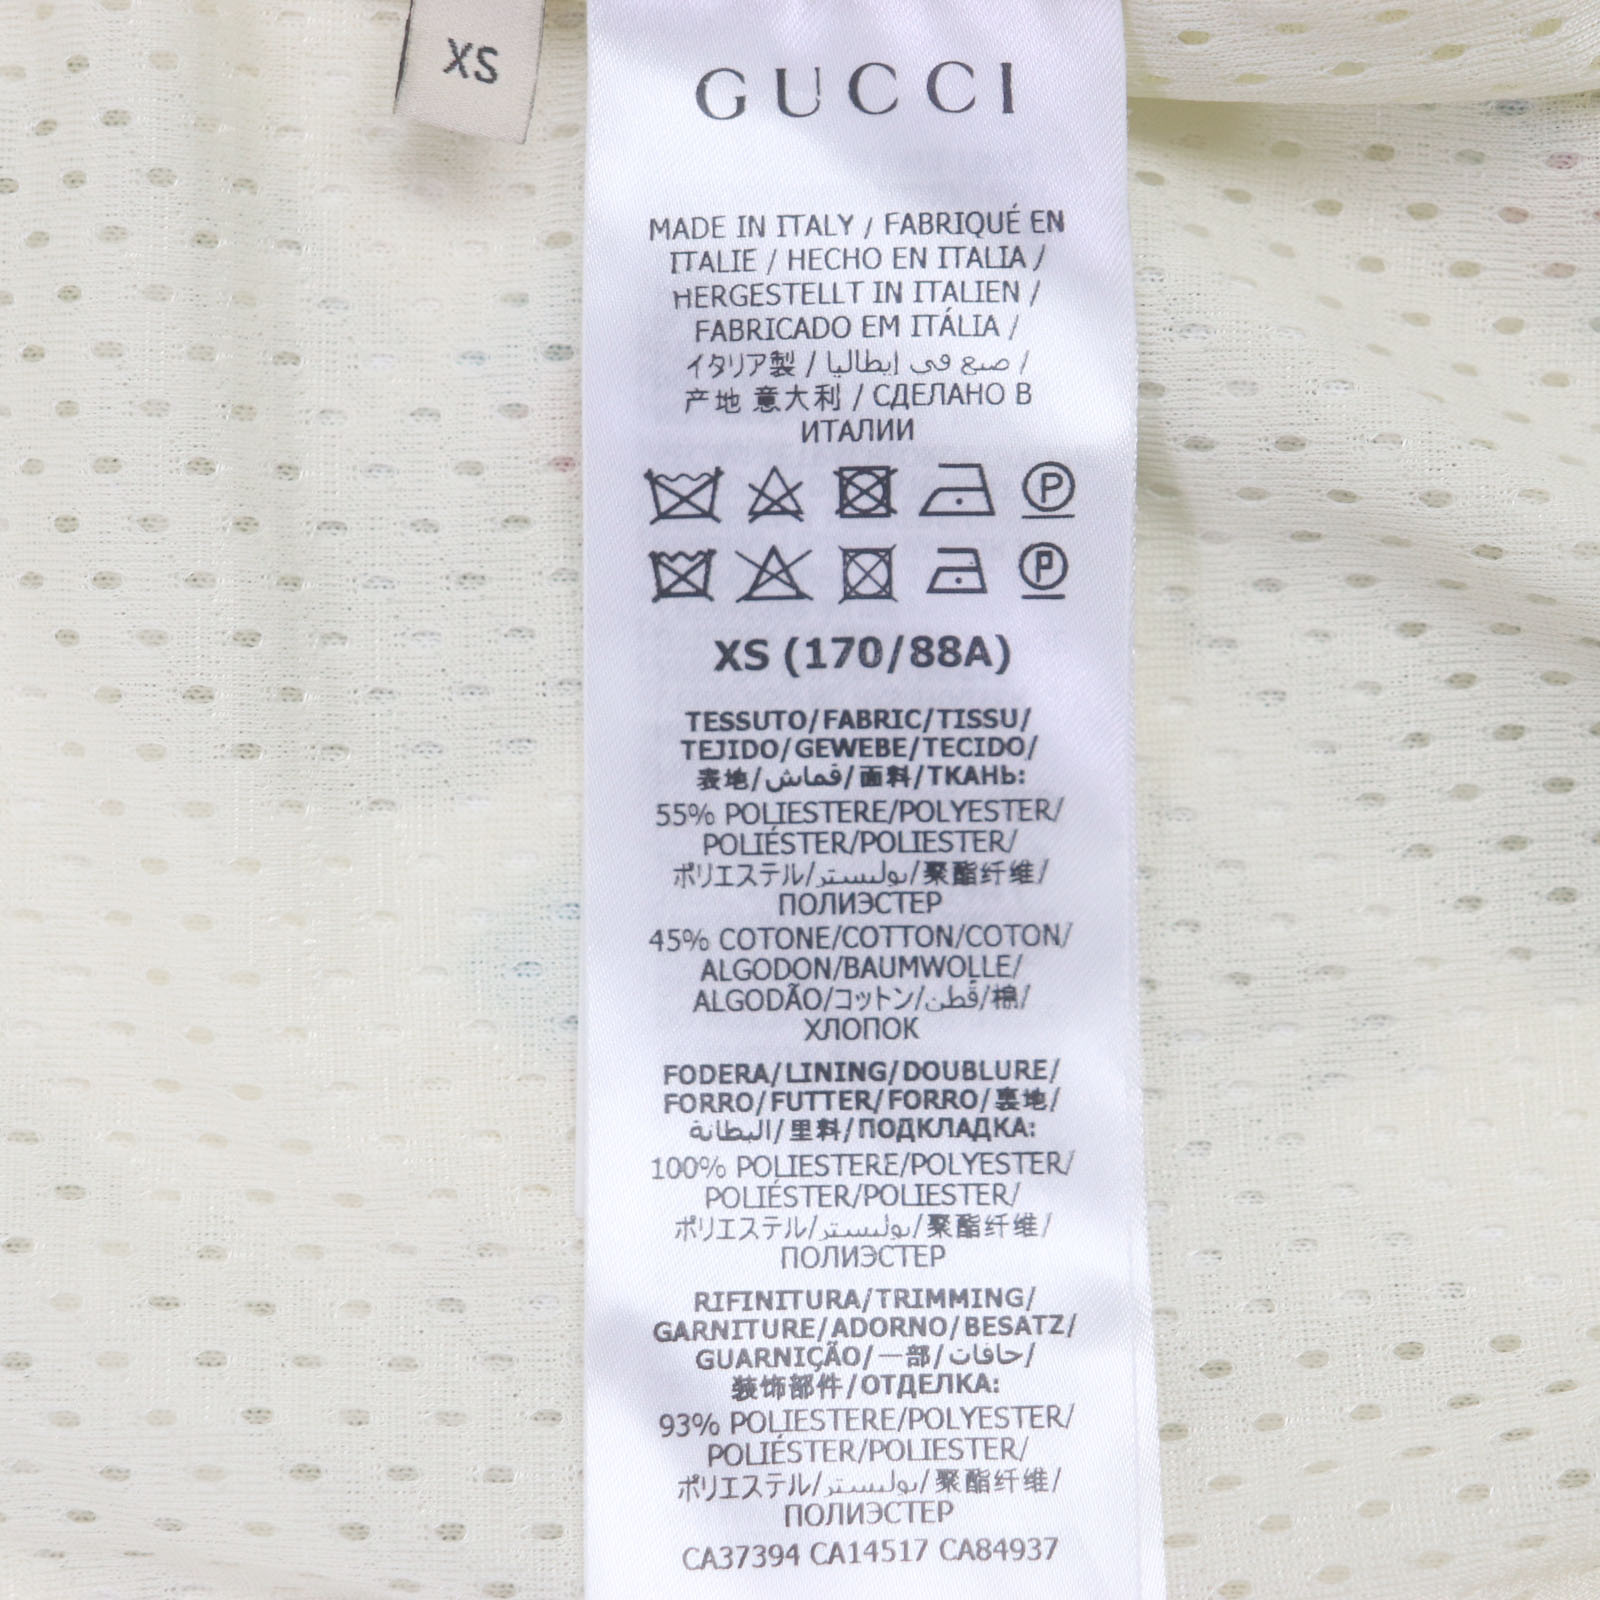 XS
GUCCI
MADE IN ITALY / FABRIQUÉ EN
ITALIE / HECHO EN ITALIA /
HERGESTELLT IN ITALIEN /
FABRICADO EM ITÁLIA /
イタリア製 / صنع في إيطاليا /
产地 意大利 / СДЕЛАНО В
ИТАЛИИ
P
P
XS (170/88A)
TESSUTO/FABRIC/TISSU/
TEJIDO/GEWEBE/TECIDO/
表地/قماش/面料/ТКАНЬ:
55% POLIESTERE/POLYESTER/
POLIÉSTER/POLIESTER/
ポリエステル/بوليستر/聚酯纤维/
ПОЛИЭСТЕР
45% COTONE/COTTON/COTON/
ALGODON/BAUMWOLLE/
ALGODÃO/コットン/قطن/棉/
ХЛОПОК
FODERA/LINING/DOUBLURE/
FORRO/FUTTER/FORRO/裏地/
البطانة/里料/ПОДКЛАДКА:
100% POLIESTERE/POLYESTER/
POLIÉSTER/POLIESTER/
ポリエステル/بوليستر/聚酯纤维/
ПОЛИЭСТЕР
RIFINITURA/TRIMMING/
GARNITURE/ADORNO/BESATZ/
GUARNIÇÃO/一部/حافات/
装饰部件/ОТДЕЛКА:
93% POLIESTERE/POLYESTER/
POLIÉSTER/POLIESTER/
ポリエステル/بوليستر/聚酯纤维/
ПОЛИЭСТЕР
CA37394 CA14517 CA84937